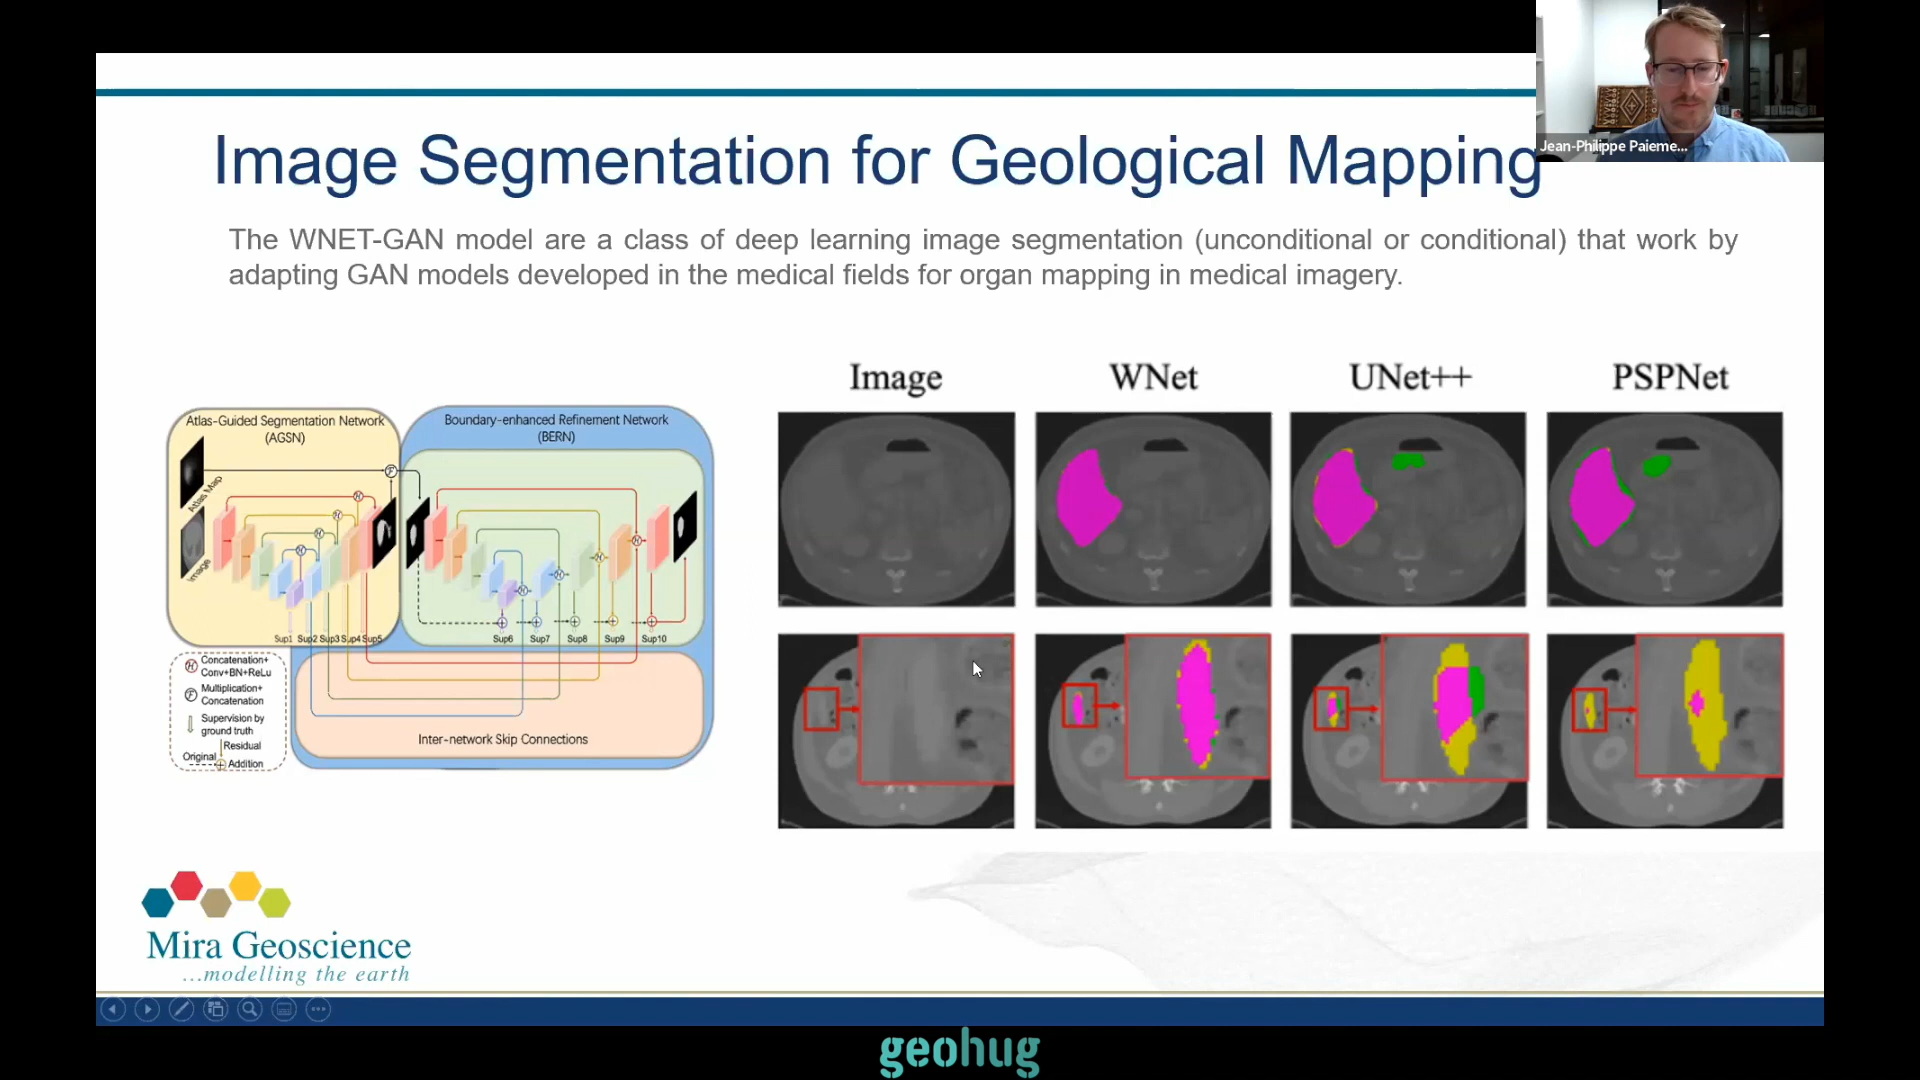 Jean-Philippe Paieme...
Image Segmentation for Geological Mapping
The WNET-GAN model are a class of deep learning image segmentation (unconditional or conditional) that work by
adapting GAN models developed in the medical fields for organ mapping in medical imagery.
Atlas-Guided Segmentation Network
(AGSN)
Atlas Map
Image
Sup1 Sup2 Sup3 Sup4 Sup5
Boundary-enhanced Refinement Network
(BERN)
Sup6 Sup7 Sup8 Sup9 Sup10
Inter-network Skip Connections
Concatenation+
Conv+BN+ReLu
Multiplication+
Concatenation
Supervision by
ground truth
Residual
Original
Addition
Image WNet UNet++ PSPNet
Mira Geoscience
...modelling the earth
geohug